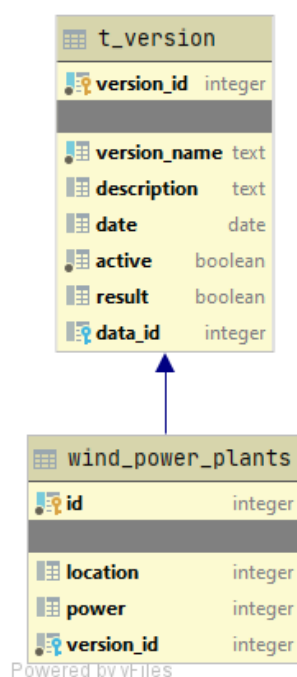 t_version
version_id integer
version_name text
description text
date date
active boolean
result boolean
data_id integer
wind_power_plants
id integer
location integer
power integer
version_id integer
Powered by yFiles